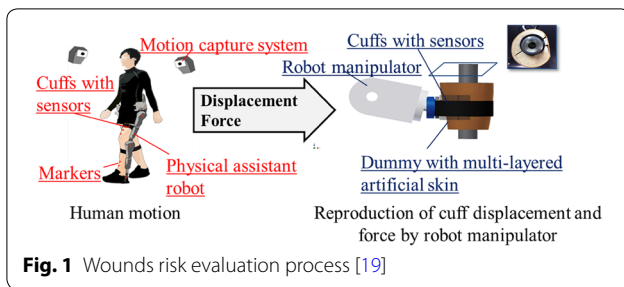 Motion capture system
Cuffs with
sensors
Markers
Physical assistant
robot
Human motion
Displacement
Force
Cuffs with sensors
Robot manipulator
Dummy with multi-layered
artificial skin
Reproduction of cuff displacement and
force by robot manipulator
Fig. 1 Wounds risk evaluation process [19]